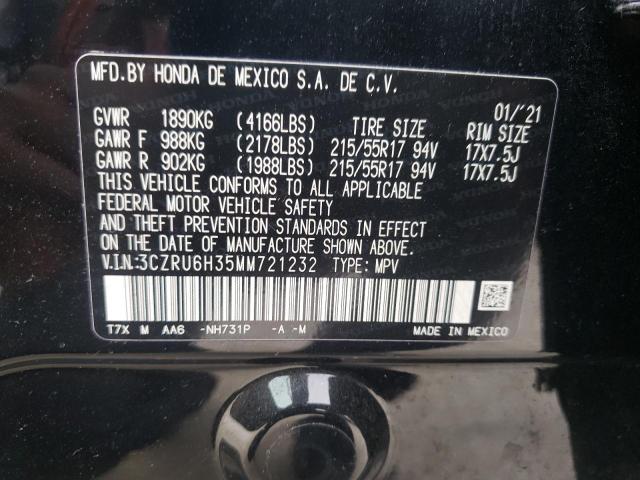 MFD.BY HONDA DE MEXICO S.A. DE C.V.
01/'21
GVWR 1890KG (4166LBS) TIRE SIZE RIM SIZE
GAWR F 988KG (2178LBS) 215/55R17 94V 17X7.5J
GAWR R 902KG (1988LBS) 215/55R17 94V 17X7.5J
THIS VEHICLE CONFORMS TO ALL APPLICABLE
FEDERAL MOTOR VEHICLE SAFETY
AND THEFT PREVENTION STANDARDS IN EFFECT
ON THE DATE OF MANUFACTURE SHOWN ABOVE.
V.I.N.:3CZRU6H35MM721232 TYPE: MPV
T7X M AA6 -NH731P -A -M
MADE IN MEXICO